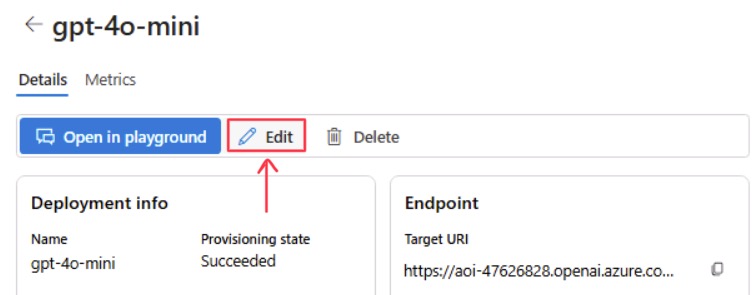 gpt-4o-mini
Details Metrics
Open in playground Edit Delete
Deployment info
Name Provisioning state
gpt-4o-mini Succeeded
Endpoint
Target URI
https://aoi-47626828.openai.azure.co...